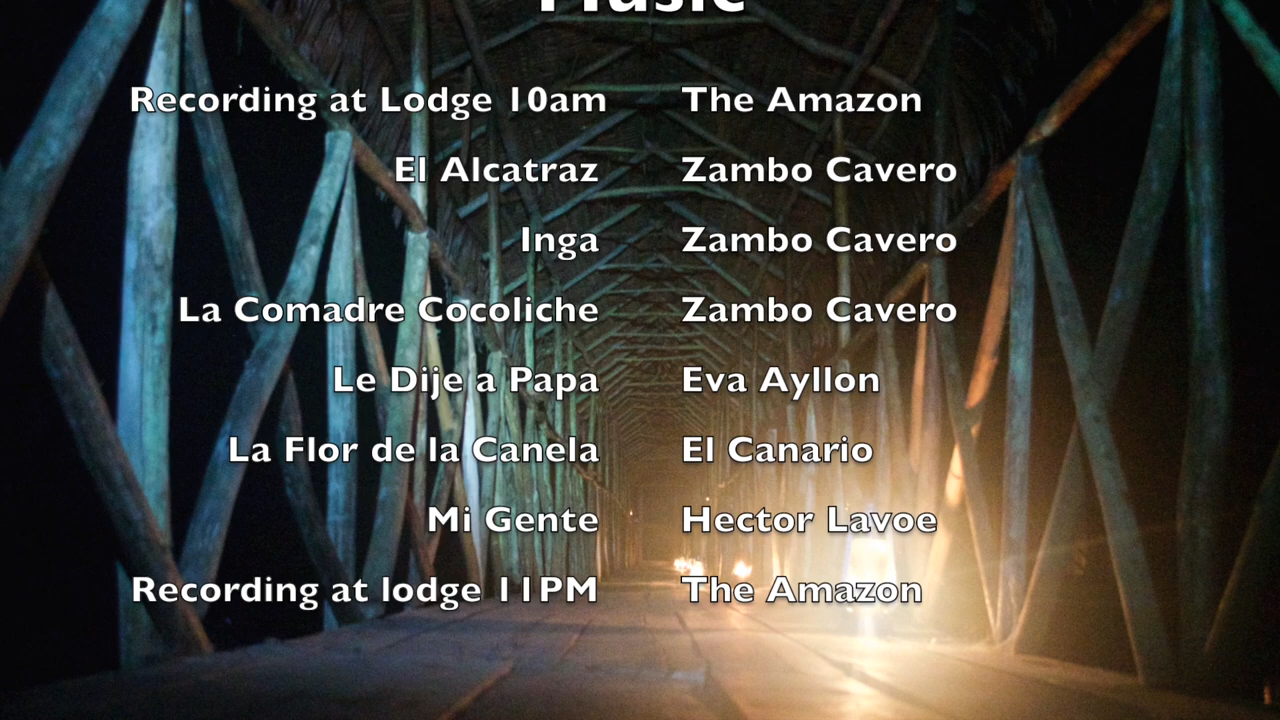 Music
Recording at Lodge 10am The Amazon
El Alcatraz Zambo Cavero
Inga Zambo Cavero
La Comadre Cocoliche Zambo Cavero
Le Dije a Papa Eva Ayllon
La Flor de la Canela El Canario
Mi Gente Hector Lavoe
Recording at lodge 11PM The Amazon